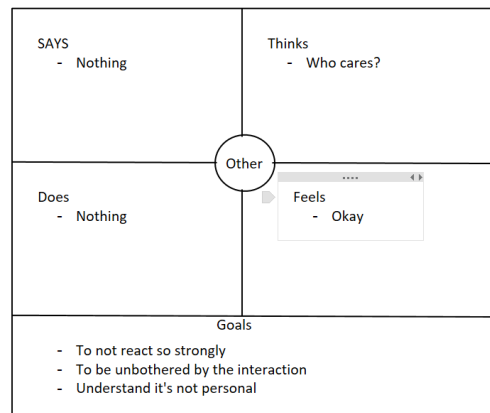 SAYS
- Nothing
Thinks
- Who cares?
Other
Does
- Nothing
Feels
- Okay
Goals
- To not react so strongly
- To be unbothered by the interaction
- Understand it's not personal